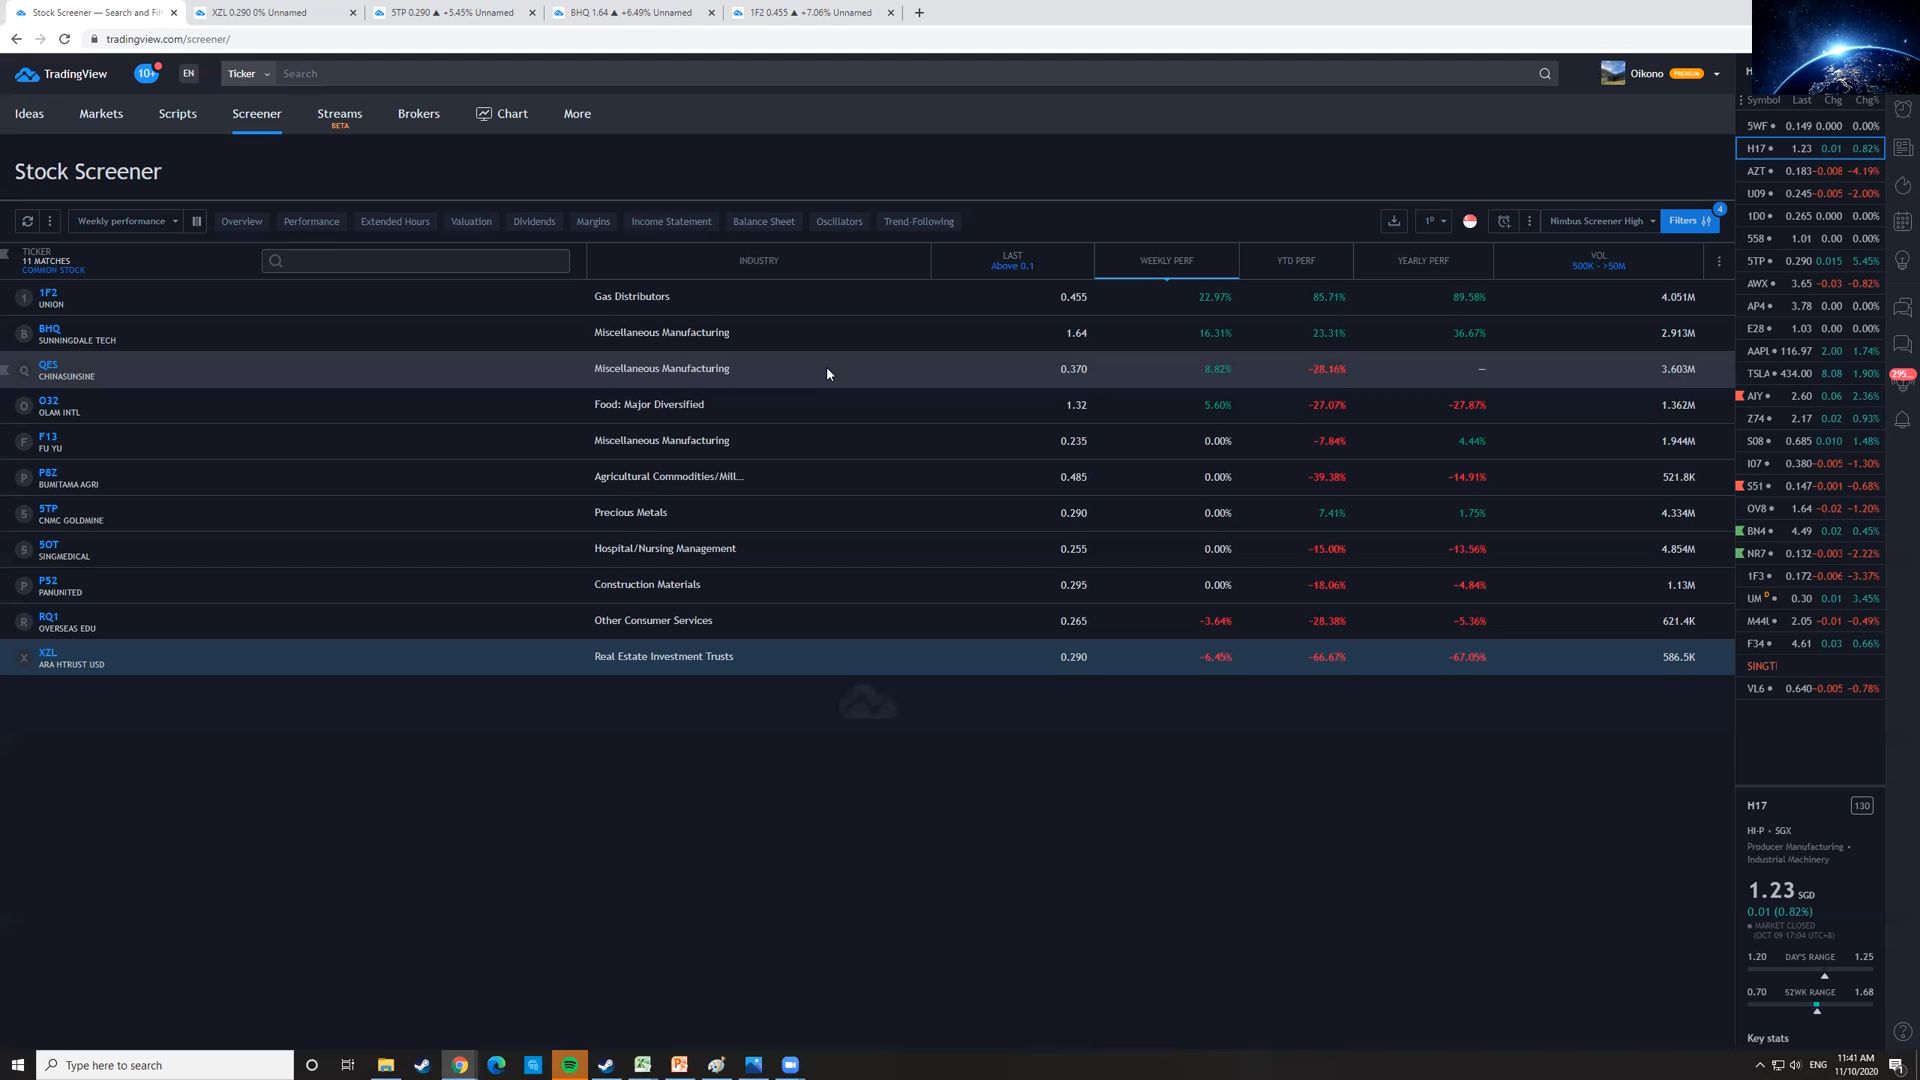 Stock Screener — Search and Fil
XZL 0.290 0% Unnamed
5TP 0.290 ▲ +5.45% Unnamed
BHQ 1.64 ▲ +6.49% Unnamed
1F2 0.455 ▲ +7.06% Unnamed
tradingview.com/screener/
TradingView 10+ EN Ticker Search Oikono PREMIUM
Ideas Markets Scripts Screener Streams Brokers Chart More
BETA
Stock Screener
Weekly performance Overview Performance Extended Hours Valuation Dividends Margins Income Statement Balance Sheet Oscillators Trend-Following 1D Nimbus Screener High Filters 4
TICKER INDUSTRY LAST WEEKLY PERF YTD PERF YEARLY PERF VOL
11 MATCHES Above 0.1 500K - >50M
COMMON STOCK
1 1F2 Gas Distributors 0.455 22.97% 85.71% 89.58% 4.051M
UNION
B BHQ Miscellaneous Manufacturing 1.64 16.31% 23.31% 36.67% 2.913M
SUNNINGDALE TECH
Q QES Miscellaneous Manufacturing 0.370 8.82% −28.16% — 3.603M
CHINASUNSINE
O O32 Food: Major Diversified 1.32 5.60% −27.07% −27.87% 1.362M
OLAM INTL
F F13 Miscellaneous Manufacturing 0.235 0.00% −7.84% 4.44% 1.944M
FU YU
P P8Z Agricultural Commodities/Mill... 0.485 0.00% −39.38% −14.91% 521.8K
BUMITAMA AGRI
5 5TP Precious Metals 0.290 0.00% 7.41% 1.75% 4.334M
CNMC GOLDMINE
5 5OT Hospital/Nursing Management 0.255 0.00% −15.00% −13.56% 4.854M
SINGMEDICAL
P P52 Construction Materials 0.295 0.00% −18.06% −4.84% 1.13M
PANUNITED
R RQ1 Other Consumer Services 0.265 −3.64% −28.38% −5.36% 621.4K
OVERSEAS EDU
X XZL Real Estate Investment Trusts 0.290 −6.45% −66.67% −67.05% 586.5K
ARA HTRUST USD
Symbol Last Chg Chg%
5WF 0.149 0.000 0.00%
H17 1.23 0.01 0.82%
AZT 0.183 −0.008 −4.19%
U09 0.245 −0.005 −2.00%
1D0 0.265 0.000 0.00%
558 1.01 0.00 0.00%
5TP 0.290 0.015 5.45%
AWX 3.65 −0.03 −0.82%
AP4 3.78 0.00 0.00%
E28 1.03 0.00 0.00%
AAPL 116.97 2.00 1.74%
TSLA 434.00 8.08 1.90%
295...
AIY 2.60 0.06 2.36%
Z74 2.17 0.02 0.93%
S08 0.685 0.010 1.48%
I07 0.380 −0.005 −1.30%
S51 0.147 −0.001 −0.68%
OV8 1.64 −0.02 −1.20%
BN4 4.49 0.02 0.45%
NR7 0.132 −0.003 −2.22%
1F3 0.172 −0.006 −3.37%
UM D 0.30 0.01 3.45%
M44U 2.05 −0.01 −0.49%
F34 4.61 0.03 0.66%
SINGTI
VL6 0.640 −0.005 −0.78%
H17 130
HI-P • SGX
Producer Manufacturing •
Industrial Machinery
1.23 SGD
0.01 (0.82%)
MARKET CLOSED
(OCT 09 17:04 UTC+8)
1.20 DAY'S RANGE 1.25
0.70 52WK RANGE 1.68
Key stats
Type here to search
ENG
11:41 AM
11/10/2020